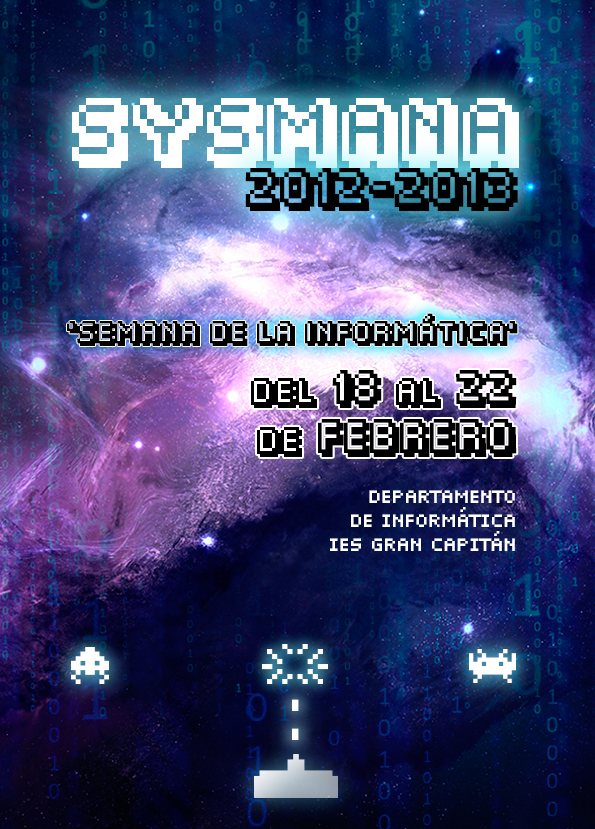 SYSMANA
2012-2013
'SEMANA DE LA INFORMÁTICA'
DEL 18 AL 22
DE FEBRERO
DEPARTAMENTO
DE INFORMÁTICA
IES GRAN CAPITÁN